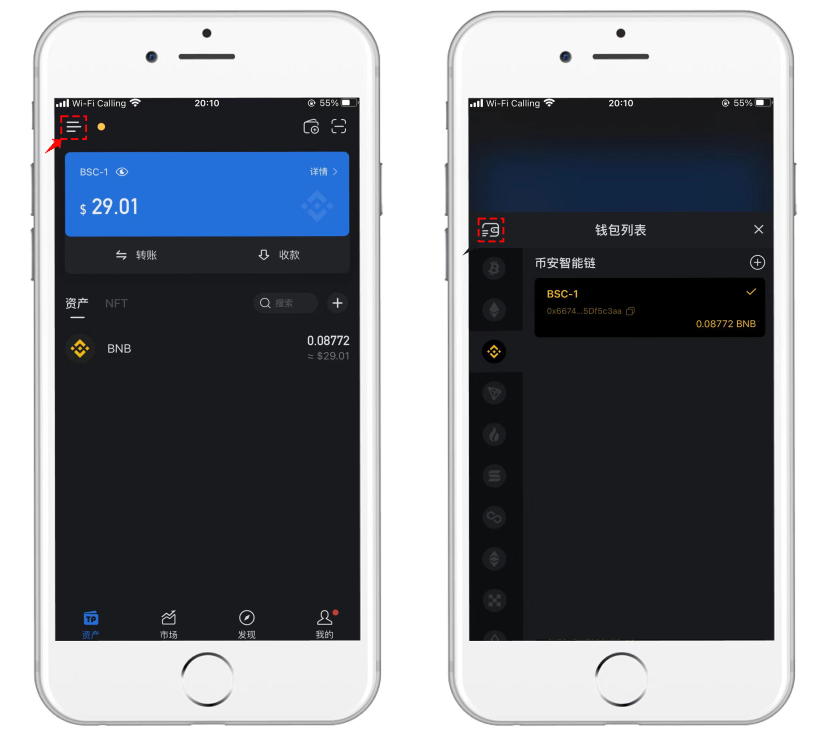 Wi-Fi Calling 20:10 55%
BSC-1 详情 >
$ 29.01
转账 收款
资产 NFT 搜索
BNB 0.08772
≈ $29.01
TP
资产 市场 发现 我的
Wi-Fi Calling 20:10 55%
钱包列表
币安智能链
BSC-1
0x6674...5Df5c3aa
0.08772 BNB